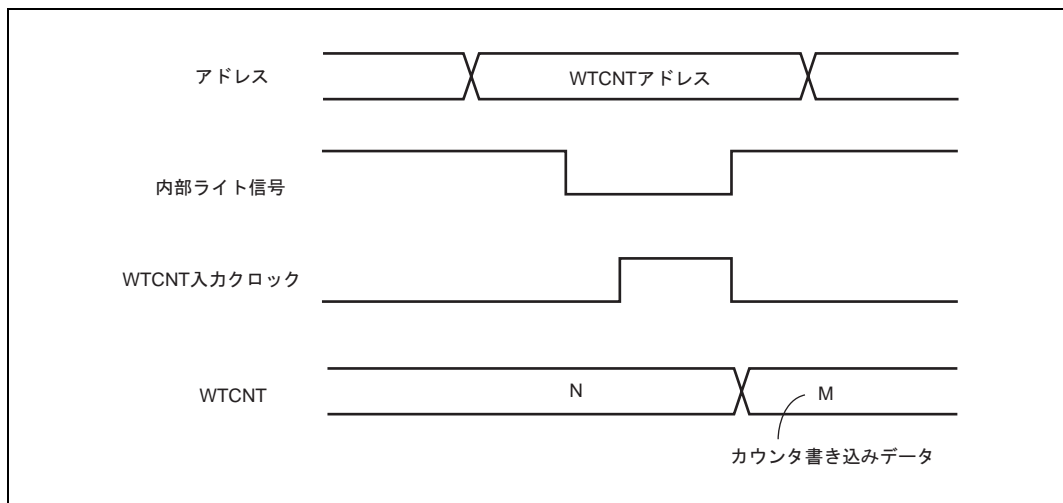 アドレス
WTCNTアドレス
内部ライト信号
WTCNT入力クロック
WTCNT
N
M
カウンタ書き込みデータ